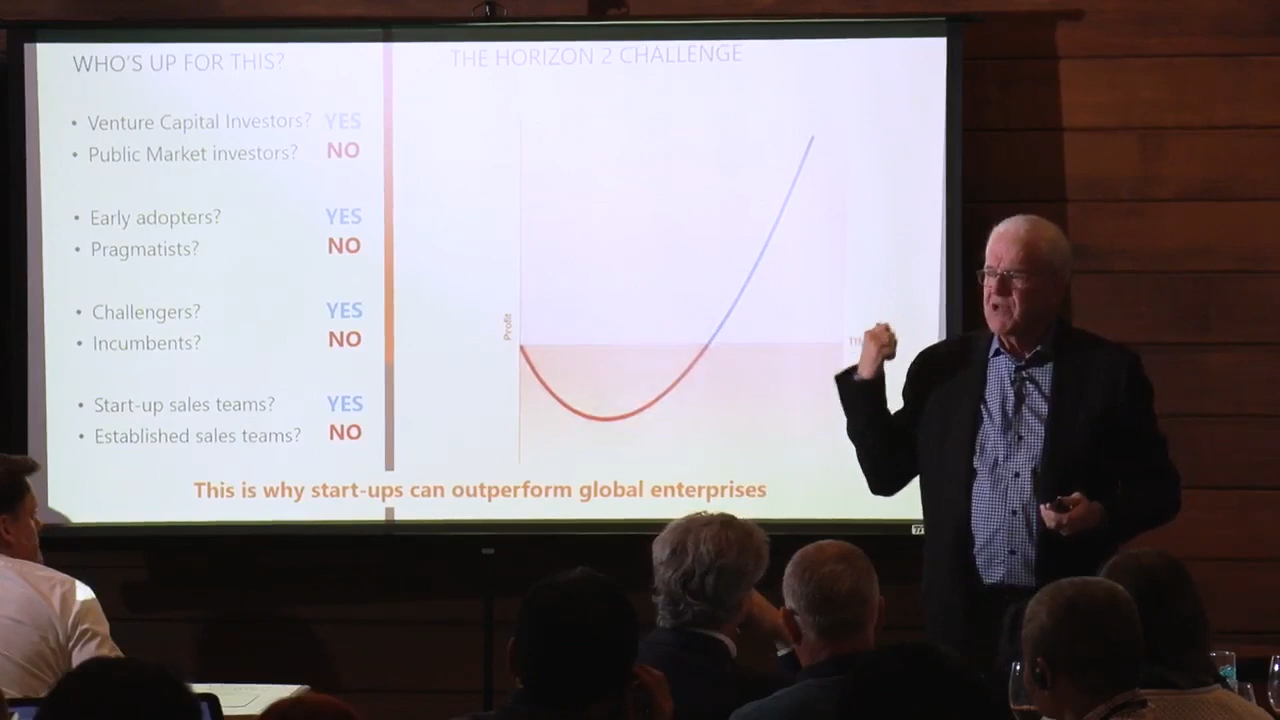 WHO'S UP FOR THIS?
• Venture Capital Investors? YES
• Public Market investors? NO
• Early adopters? YES
• Pragmatists? NO
• Challengers? YES
• Incumbents? NO
• Start-up sales teams? YES
• Established sales teams? NO
THE HORIZON 2 CHALLENGE
Profit
This is why start-ups can outperform global enterprises